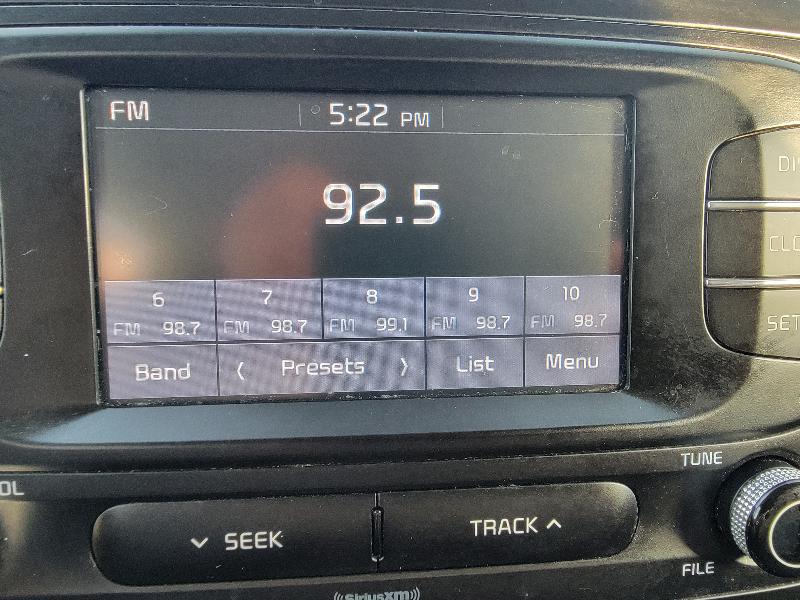 FM 5:22 PM
92.5
6 7 8 9 10
FM 98.7 FM 98.7 FM 99.1 FM 98.7 FM 98.7
Band Presets List Menu
TUNE
SEEK TRACK
FILE
SiriusXM